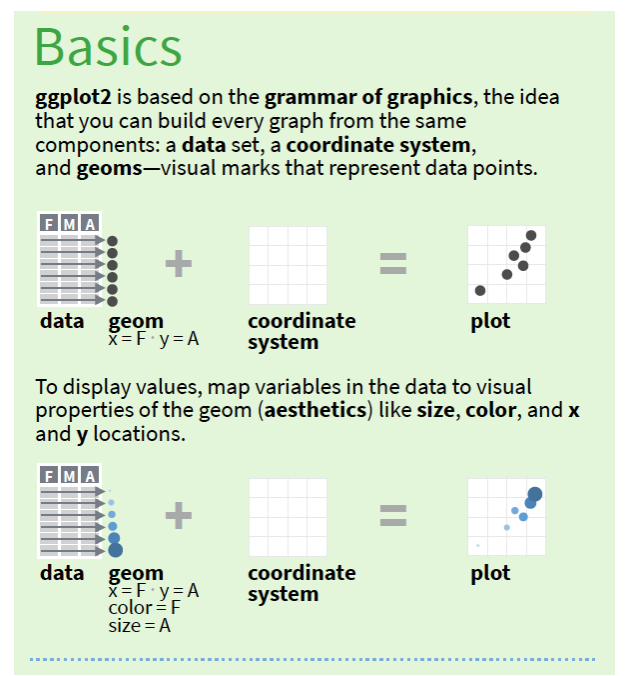 Basics
ggplot2 is based on the grammar of graphics, the idea
that you can build every graph from the same
components: a data set, a coordinate system,
and geoms—visual marks that represent data points.
F M A
+ =
data geom coordinate system plot
x = F · y = A
To display values, map variables in the data to visual
properties of the geom (aesthetics) like size, color, and x
and y locations.
F M A
+ =
data geom coordinate system plot
x = F · y = A
color = F
size = A